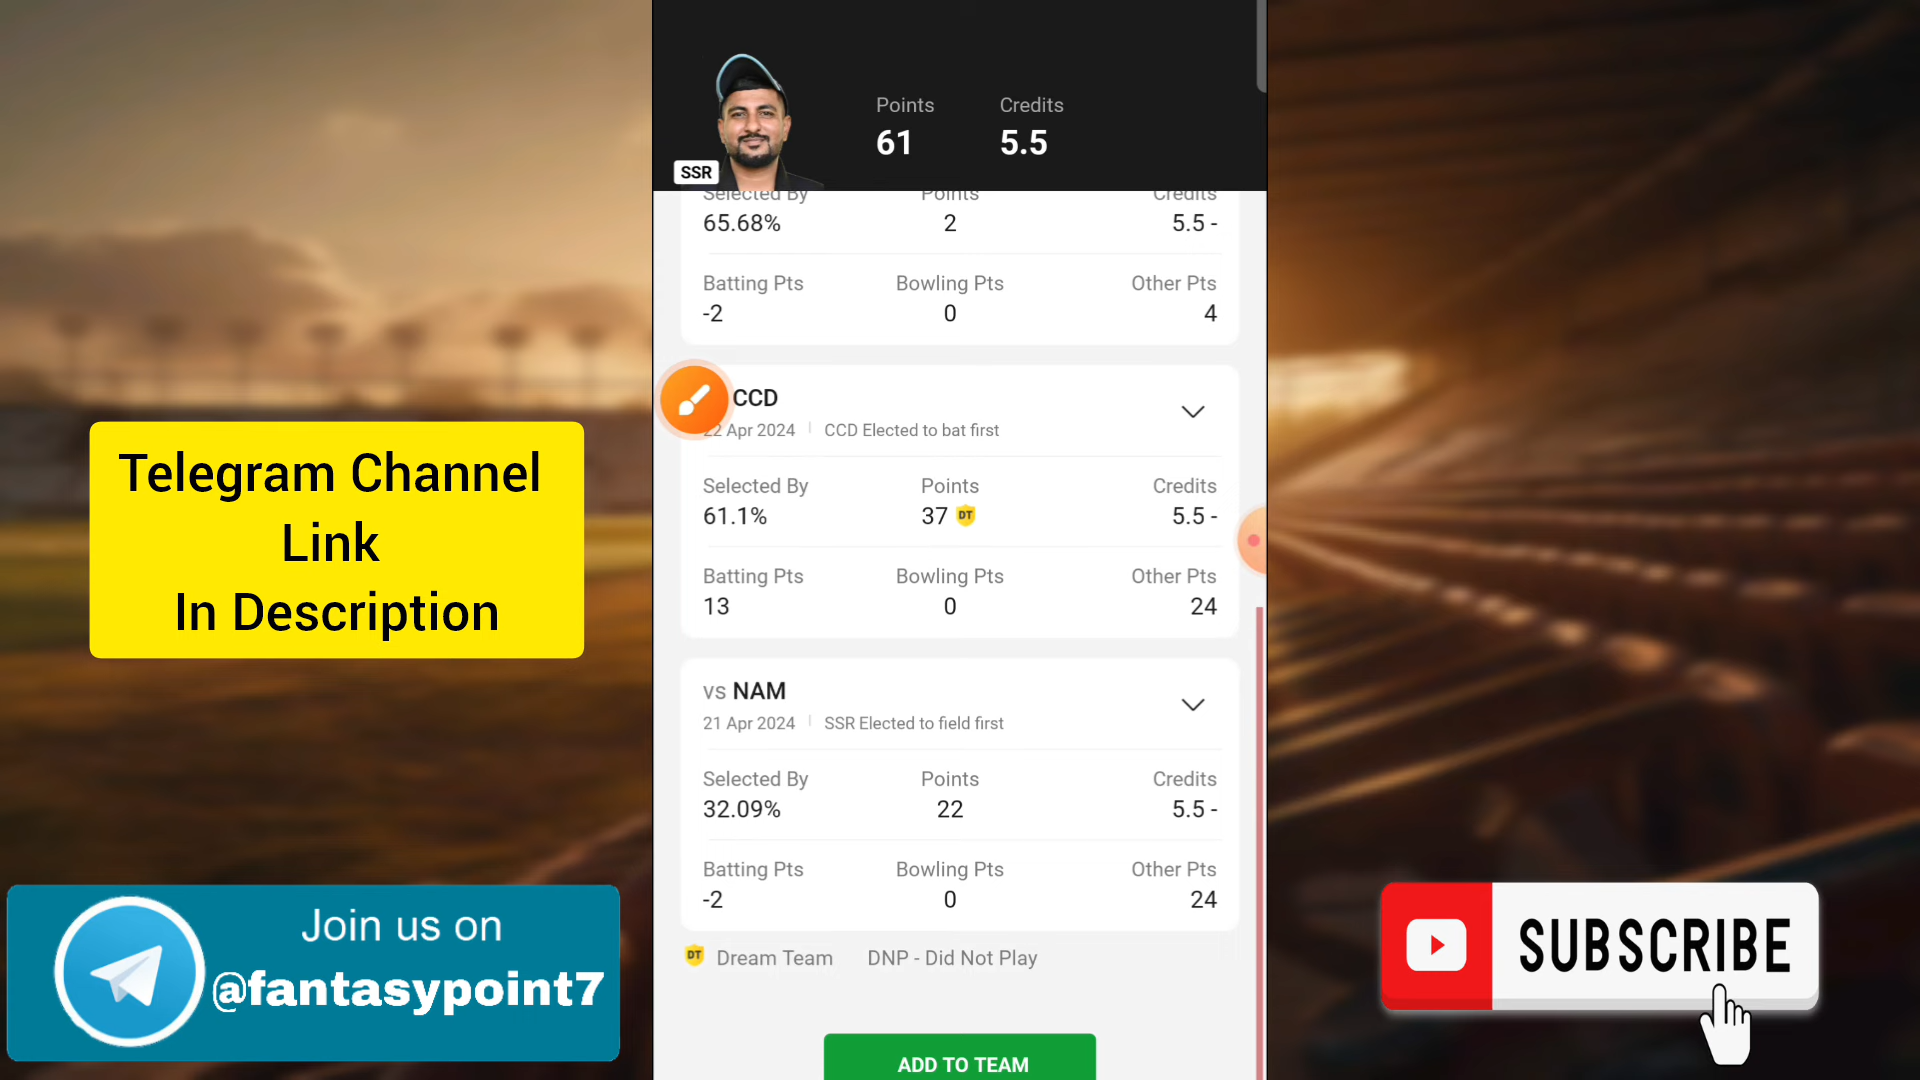 Points
Credits
61
5.5
SSR
Selected By
Points
Credits
65.68%
2
5.5 -
Batting Pts
Bowling Pts
Other Pts
-2
0
4
CCD
22 Apr 2024
CCD Elected to bat first
Selected By
Points
Credits
61.1%
37 DT
5.5 -
Batting Pts
Bowling Pts
Other Pts
13
0
24
vs NAM
21 Apr 2024
SSR Elected to field first
Selected By
Points
Credits
32.09%
22
5.5 -
Batting Pts
Bowling Pts
Other Pts
-2
0
24
DT Dream Team
DNP - Did Not Play
ADD TO TEAM
Telegram Channel
Link
In Description
Join us on
@fantasypoint7
SUBSCRIBE